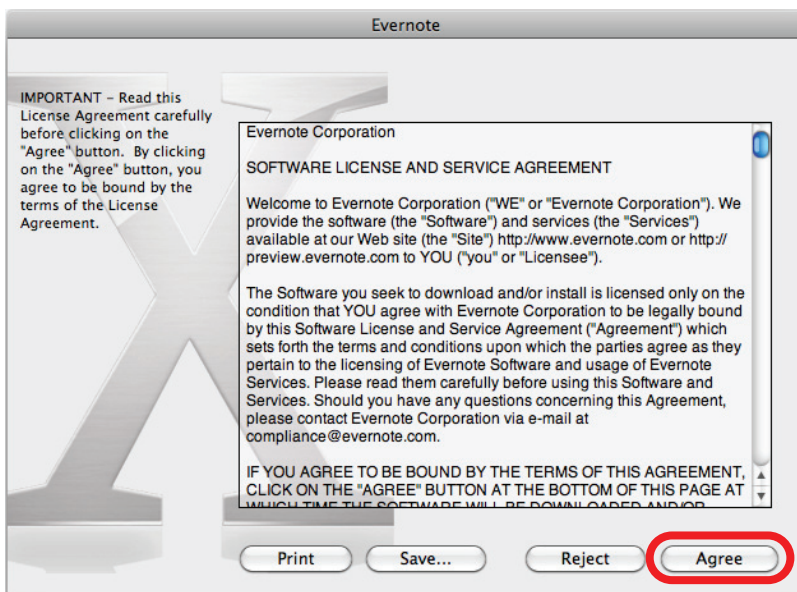 Evernote
IMPORTANT – Read this
License Agreement carefully
before clicking on the
"Agree" button. By clicking
on the "Agree" button, you
agree to be bound by the
terms of the License
Agreement.
Evernote Corporation
SOFTWARE LICENSE AND SERVICE AGREEMENT
Welcome to Evernote Corporation ("WE" or "Evernote Corporation"). We
provide the software (the "Software") and services (the "Services")
available at our Web site (the "Site") http://www.evernote.com or http://
preview.evernote.com to YOU ("you" or "Licensee").
The Software you seek to download and/or install is licensed only on the
condition that YOU agree with Evernote Corporation to be legally bound
by this Software License and Service Agreement ("Agreement") which
sets forth the terms and conditions upon which the parties agree as they
pertain to the licensing of Evernote Software and usage of Evernote
Services. Please read them carefully before using this Software and
Services. Should you have any questions concerning this Agreement,
please contact Evernote Corporation via e-mail at
compliance@evernote.com.
IF YOU AGREE TO BE BOUND BY THE TERMS OF THIS AGREEMENT,
CLICK ON THE "AGREE" BUTTON AT THE BOTTOM OF THIS PAGE AT
WHICH TIME THE SOFTWARE WILL BE DOWNLOADED AND/OR
Print Save... Reject Agree